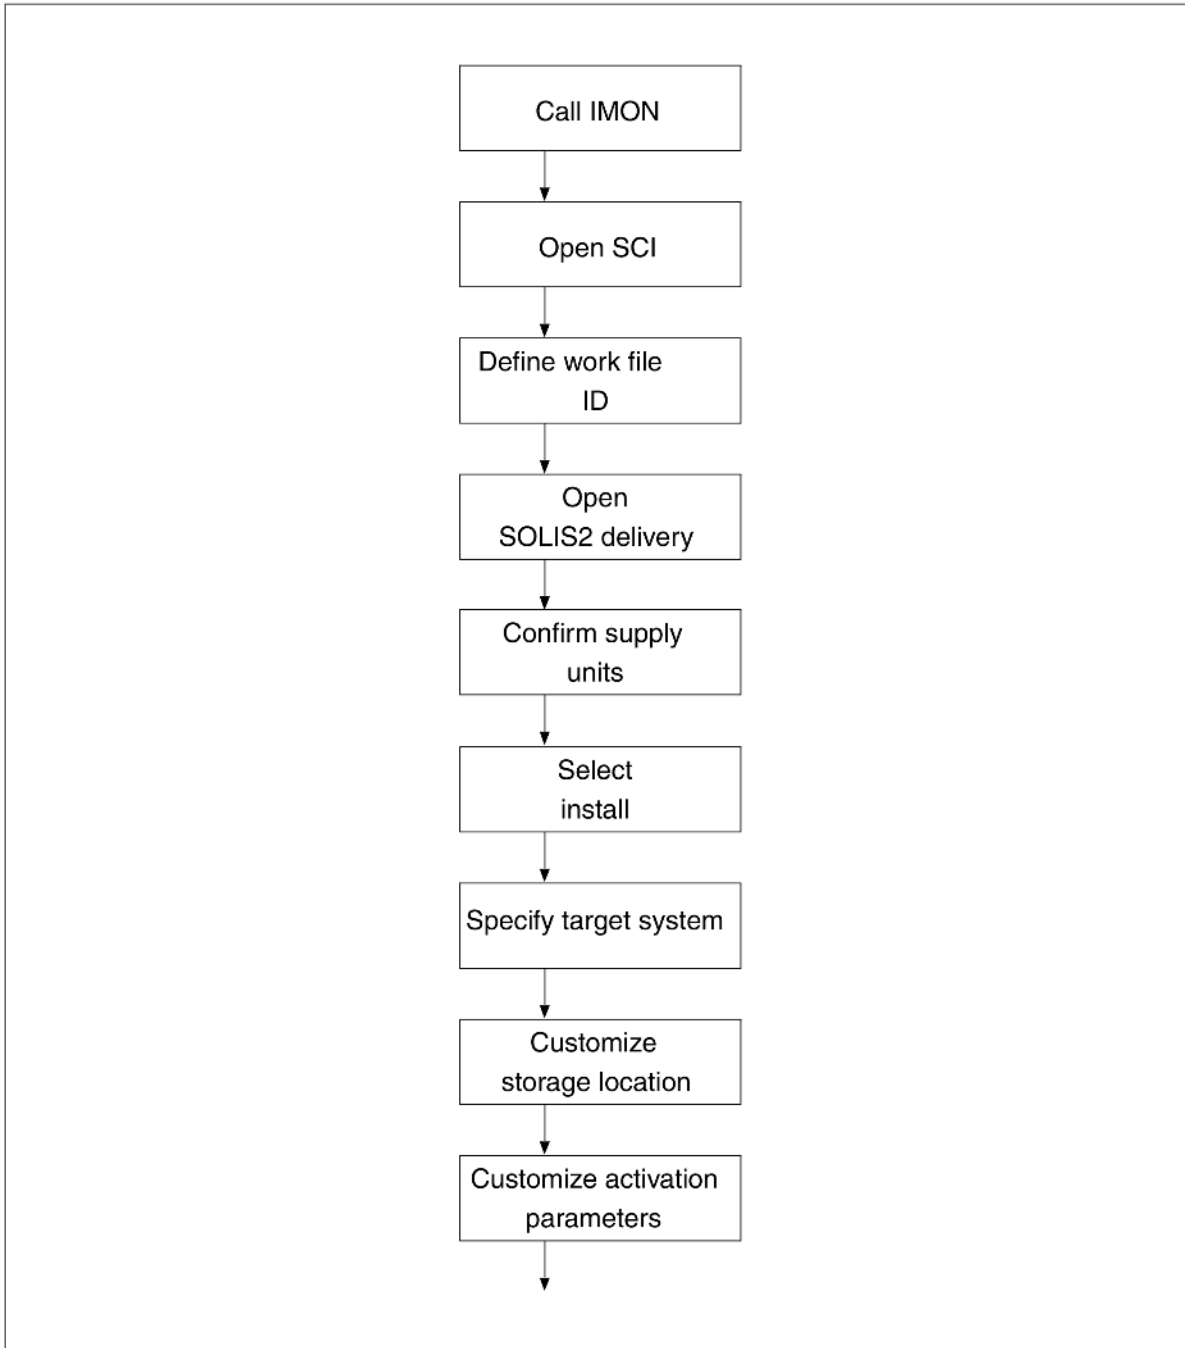 Call IMON
Open SCI
Define work file
ID
Open
SOLIS2 delivery
Confirm supply
units
Select
install
Specify target system
Customize
storage location
Customize activation
parameters